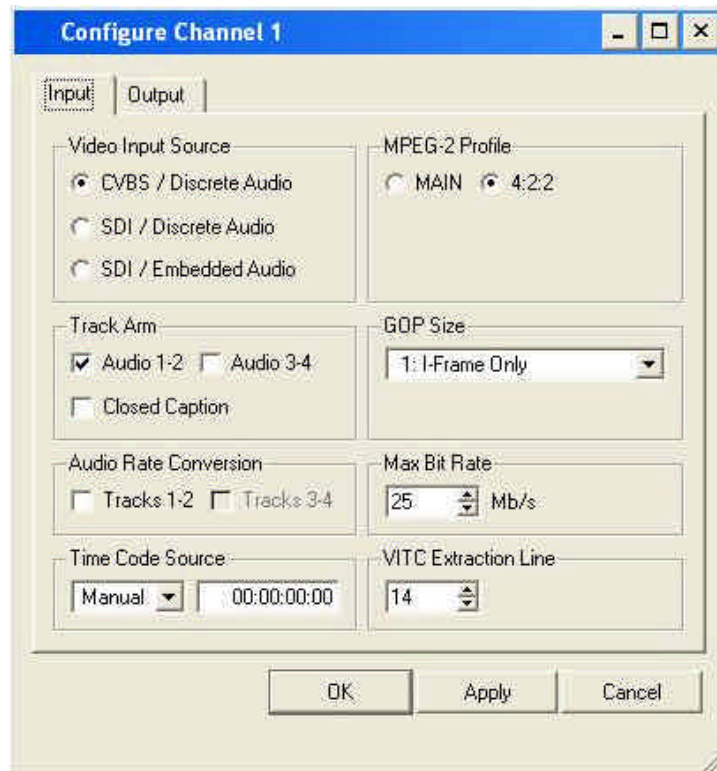 Configure Channel 1
Input Output
Video Input Source
CVBS / Discrete Audio
SDI / Discrete Audio
SDI / Embedded Audio
MPEG-2 Profile
MAIN 4:2:2
Track Arm
Audio 1-2 Audio 3-4
Closed Caption
GOP Size
1: I-Frame Only
Audio Rate Conversion
Tracks 1-2 Tracks 3-4
Max Bit Rate
25 Mb/s
Time Code Source
Manual 00:00:00:00
VITC Extraction Line
14
OK Apply Cancel